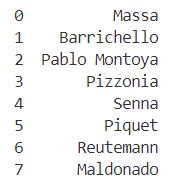 0 Massa
1 Barrichello
2 Pablo Montoya
3 Pizzonia
4 Senna
5 Piquet
6 Reutemann
7 Maldonado